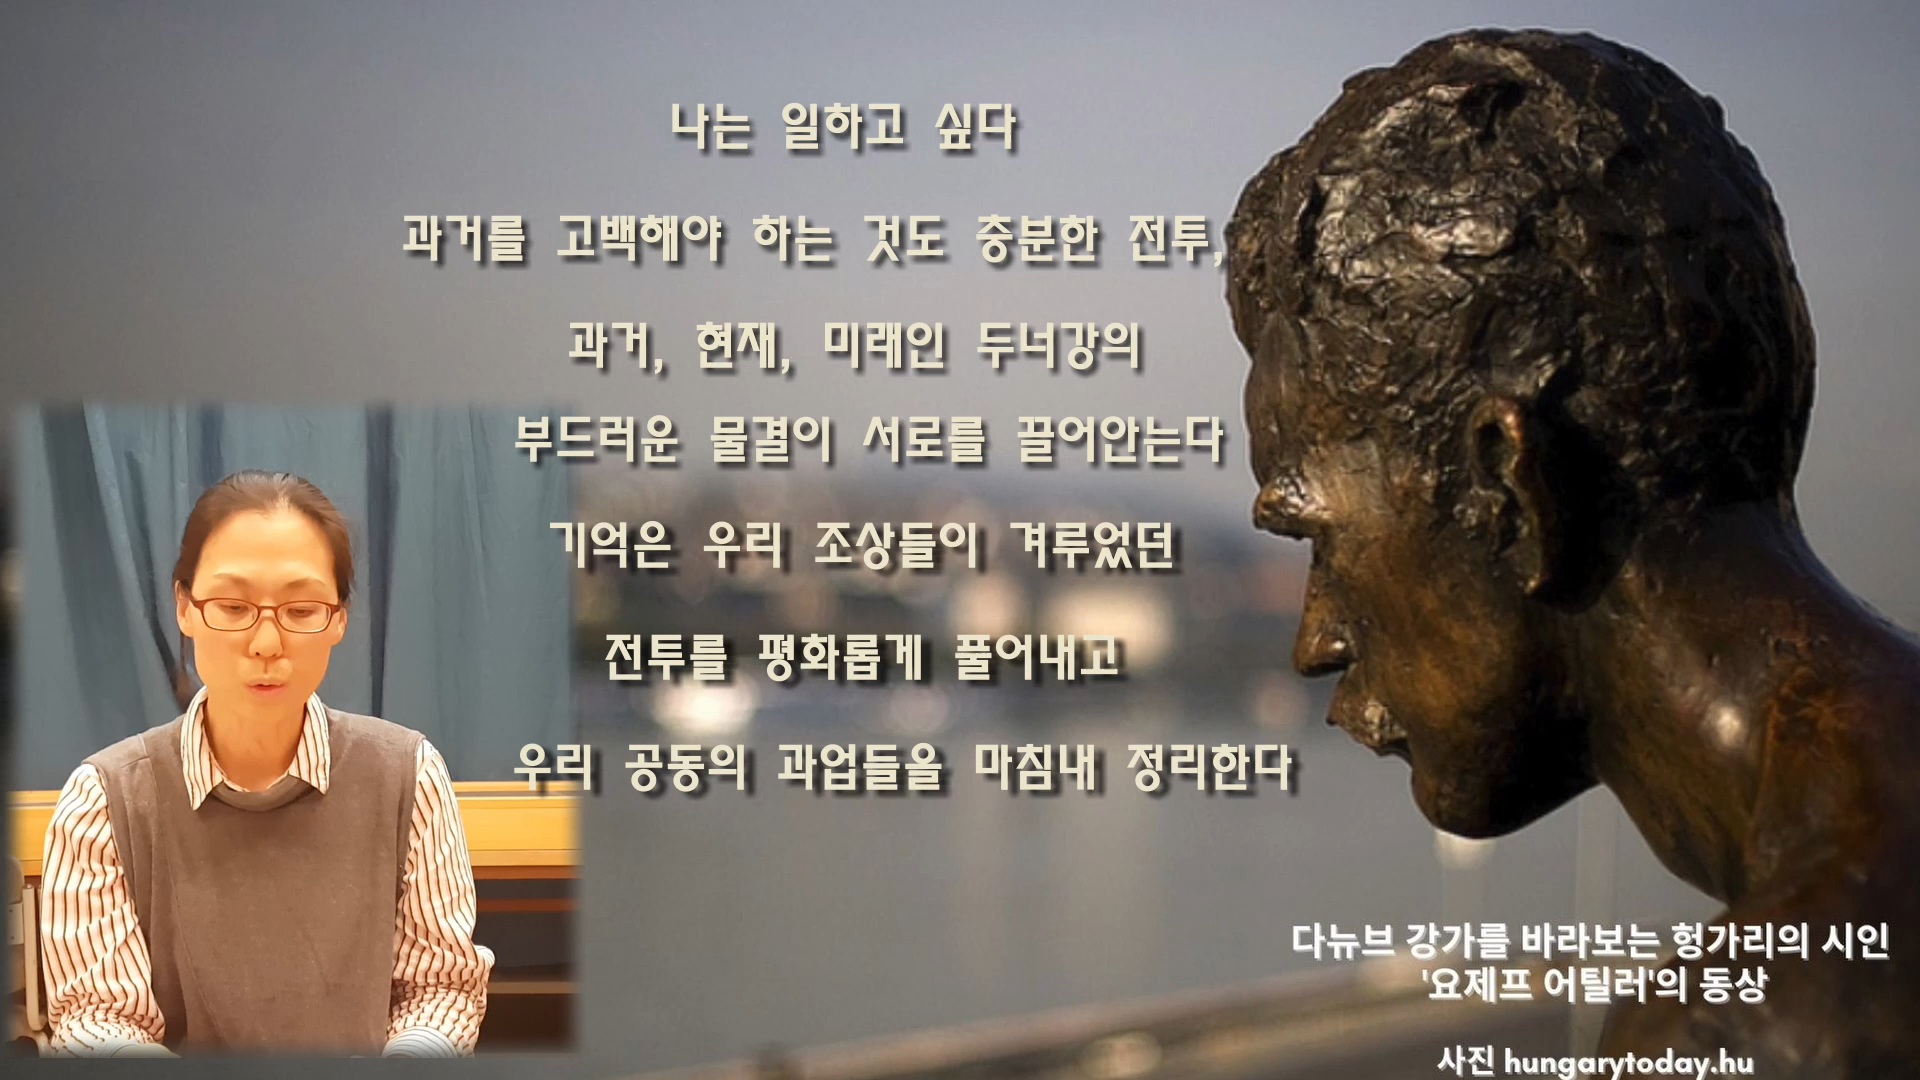 나는 일하고 싶다
과거를 고백해야 하는 것도 충분한 전투,
과거, 현재, 미래인 두너강의
부드러운 물결이 서로를 끌어안는다
기억은 우리 조상들이 겨루었던
전투를 평화롭게 풀어내고
우리 공동의 과업들을 마침내 정리한다
다뉴브 강가를 바라보는 헝가리의 시인
'요제프 어틸러'의 동상
사진 hungarytoday.hu